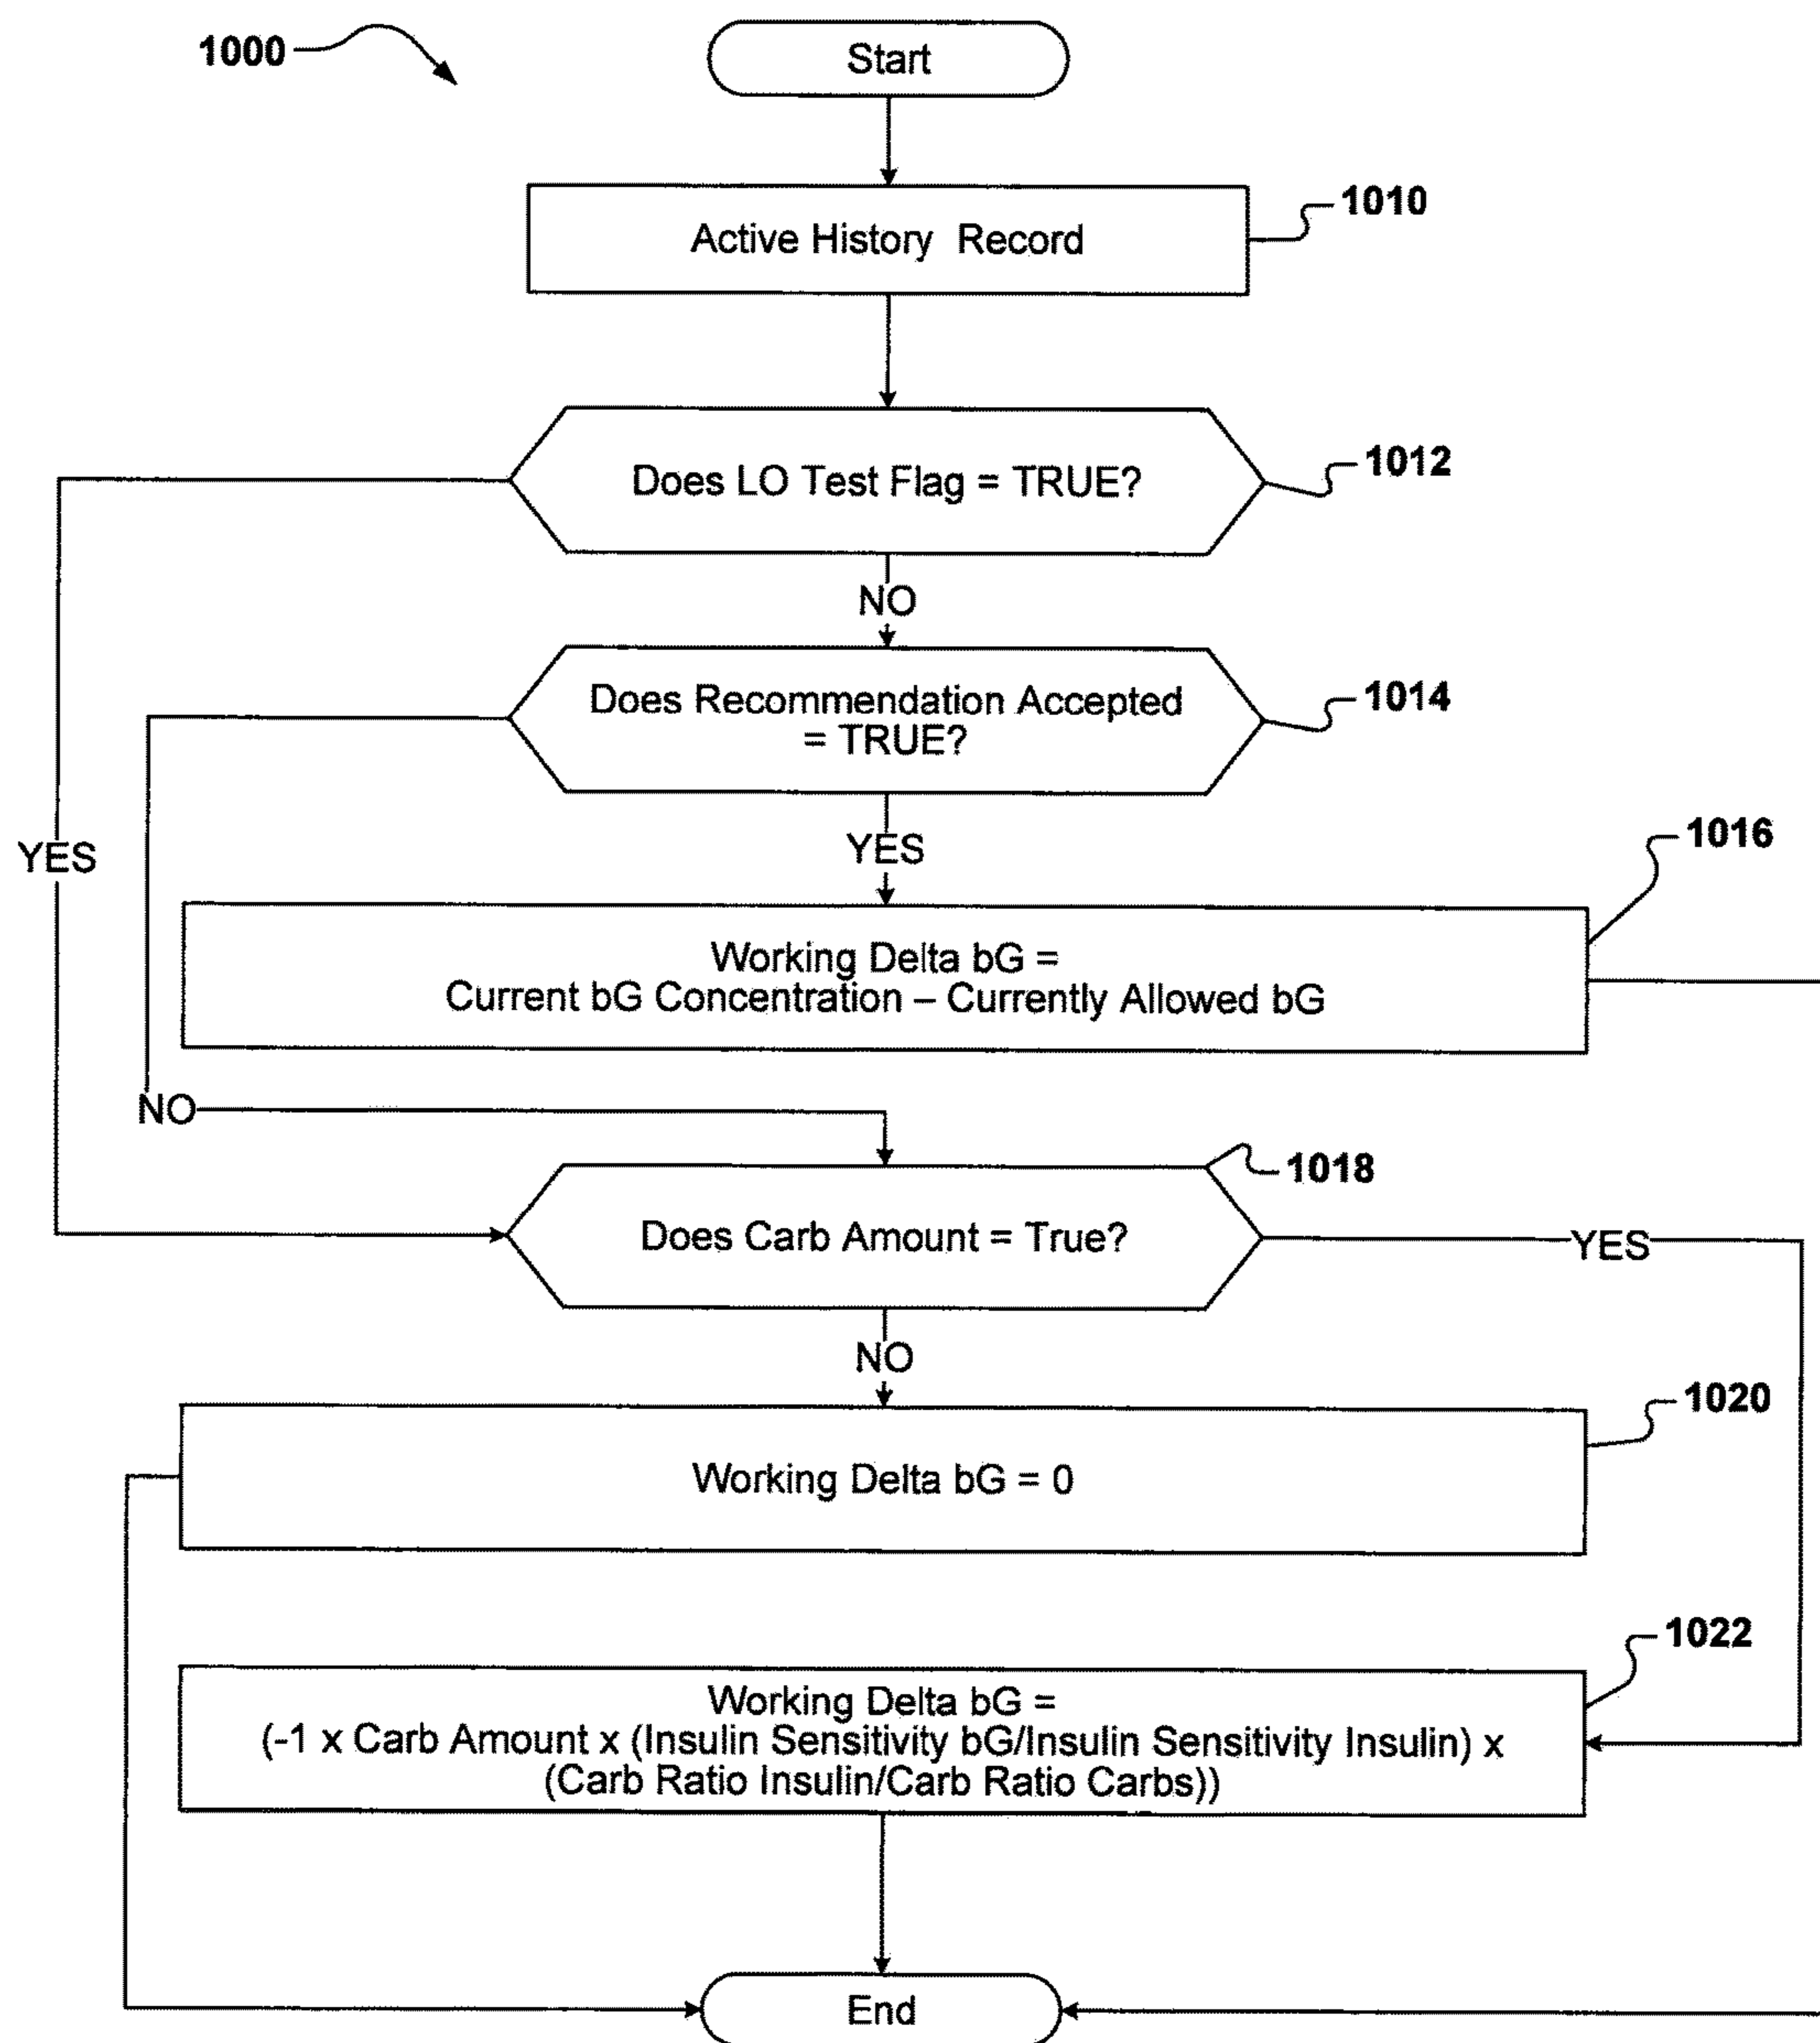 1000
Start
Active History Record
1010
Does LO Test Flag = TRUE?
1012
NO
Does Recommendation Accepted
= TRUE?
1014
YES
YES
1016
Working Delta bG =
Current bG Concentration – Currently Allowed bG
NO
1018
Does Carb Amount = True?
YES
NO
1020
Working Delta bG = 0
1022
Working Delta bG =
(-1 x Carb Amount x (Insulin Sensitivity bG/Insulin Sensitivity Insulin) x
(Carb Ratio Insulin/Carb Ratio Carbs))
End